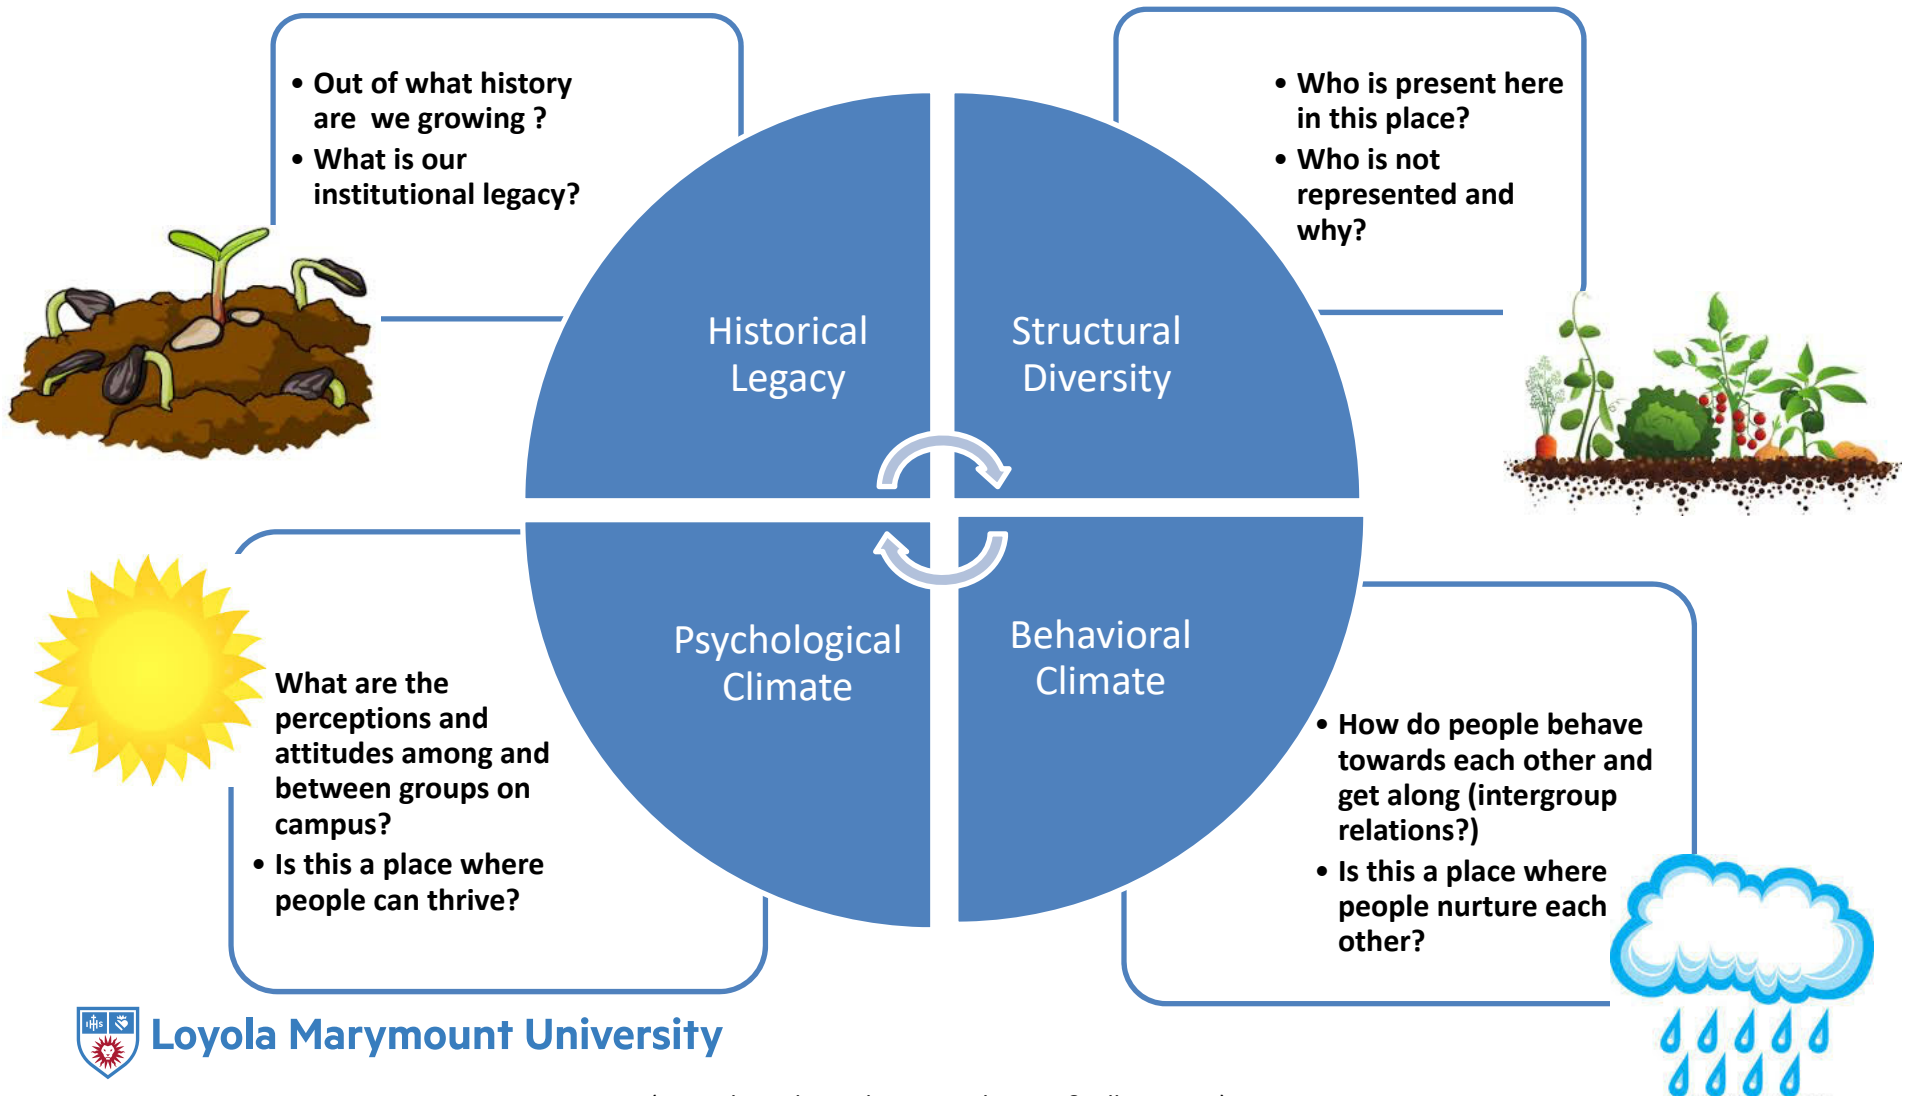 • Out of what history
are we growing ?
• What is our
institutional legacy?
• Who is present here
in this place?
• Who is not
represented and
why?
Historical
Legacy
Structural
Diversity
Psychological
Climate
Behavioral
Climate
What are the
perceptions and
attitudes among and
between groups on
campus?
• Is this a place where
people can thrive?
• How do people behave
towards each other and
get along (intergroup
relations?)
• Is this a place where
people nurture each
other?
IHS
Loyola Marymount University